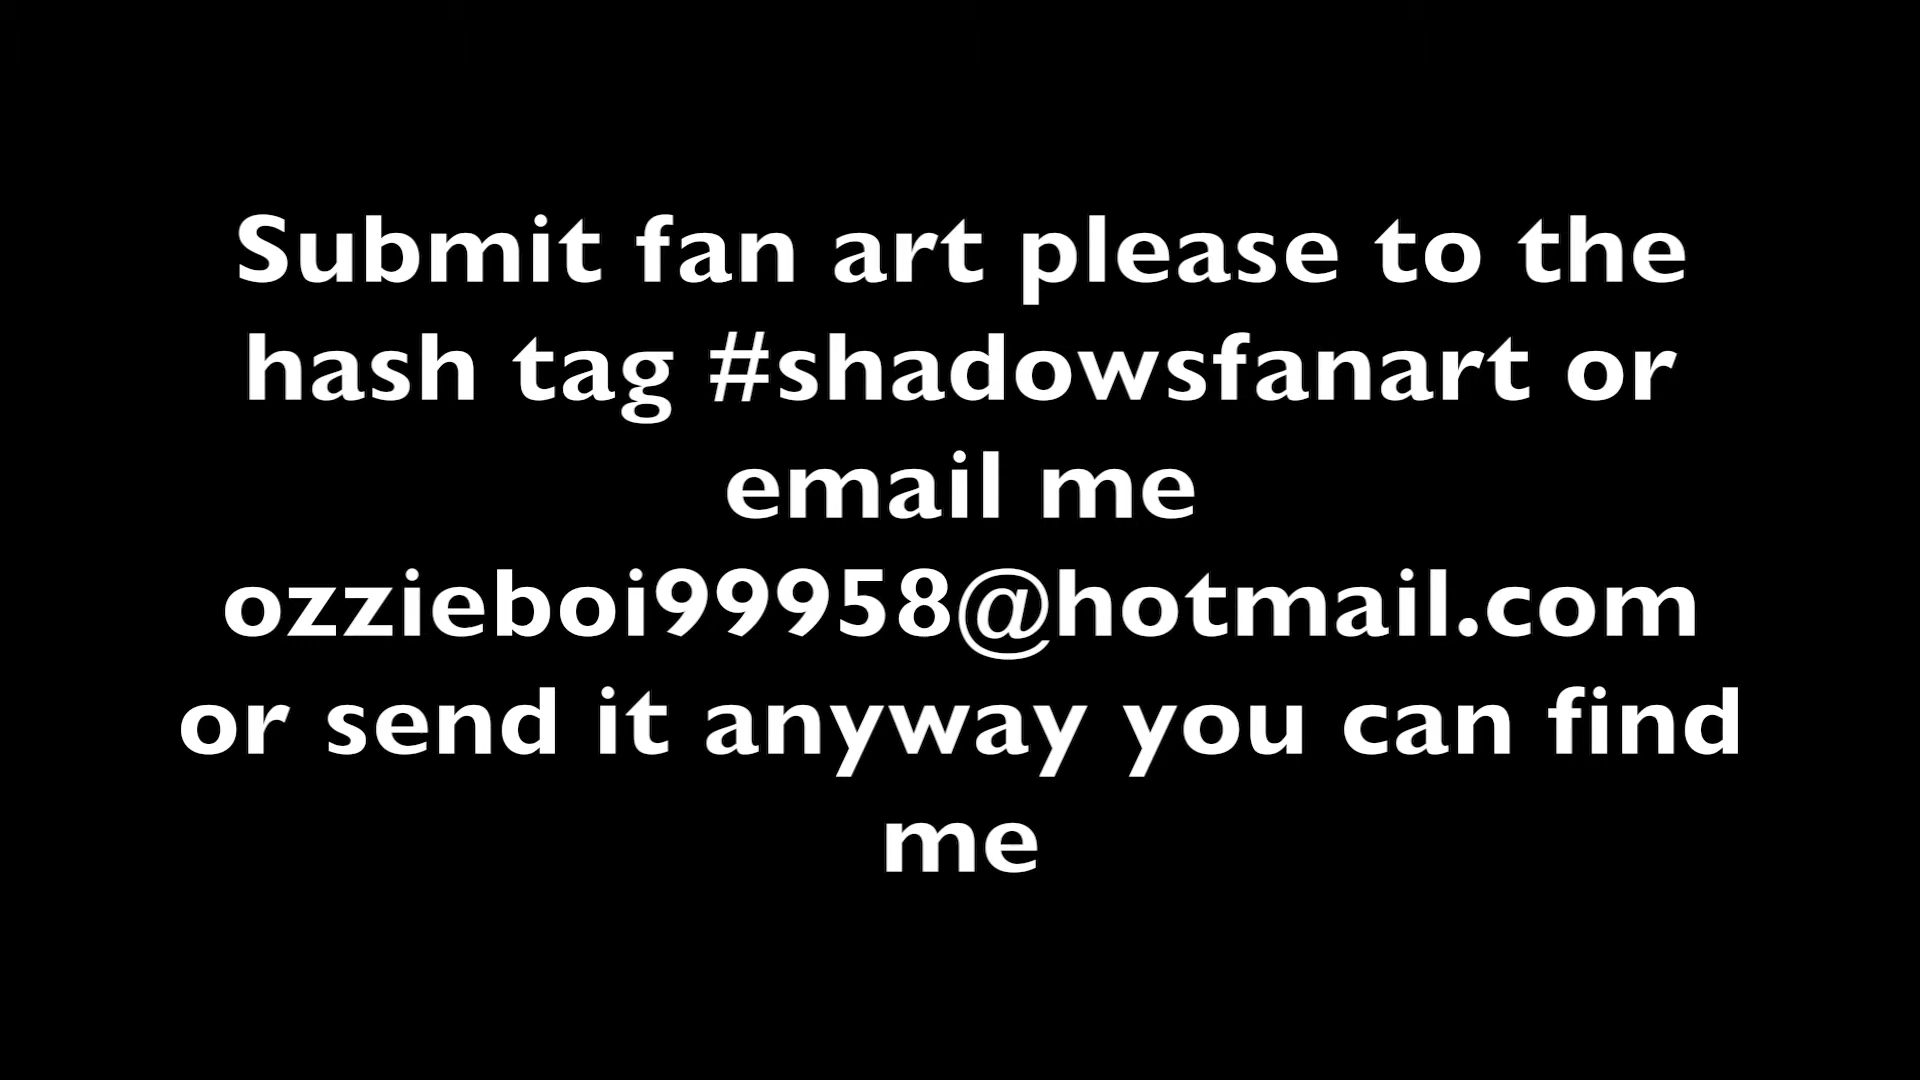 Submit fan art please to the
hash tag #shadowsfanart or
email me
ozzieboi99958@hotmail.com
or send it anyway you can find
me